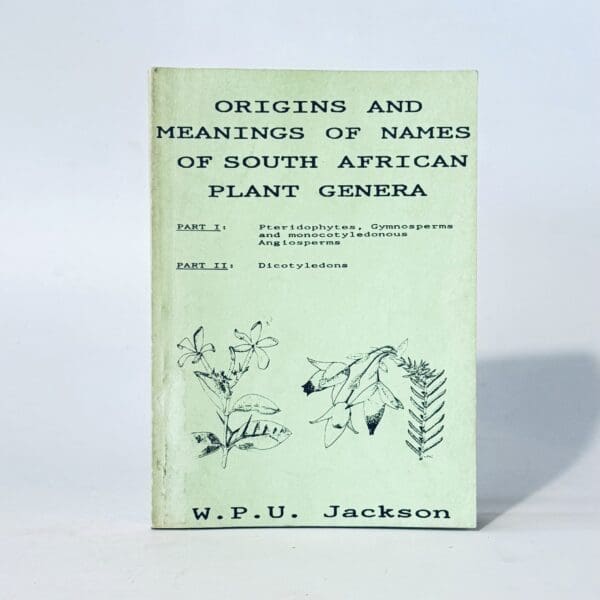 ORIGINS AND
MEANINGS OF NAMES
OF SOUTH AFRICAN
PLANT GENERA
PART I: Pteridophytes, Gymnosperms
and monocotyledonous
Angiosperms
PART II: Dicotyledons
W.P.U. Jackson